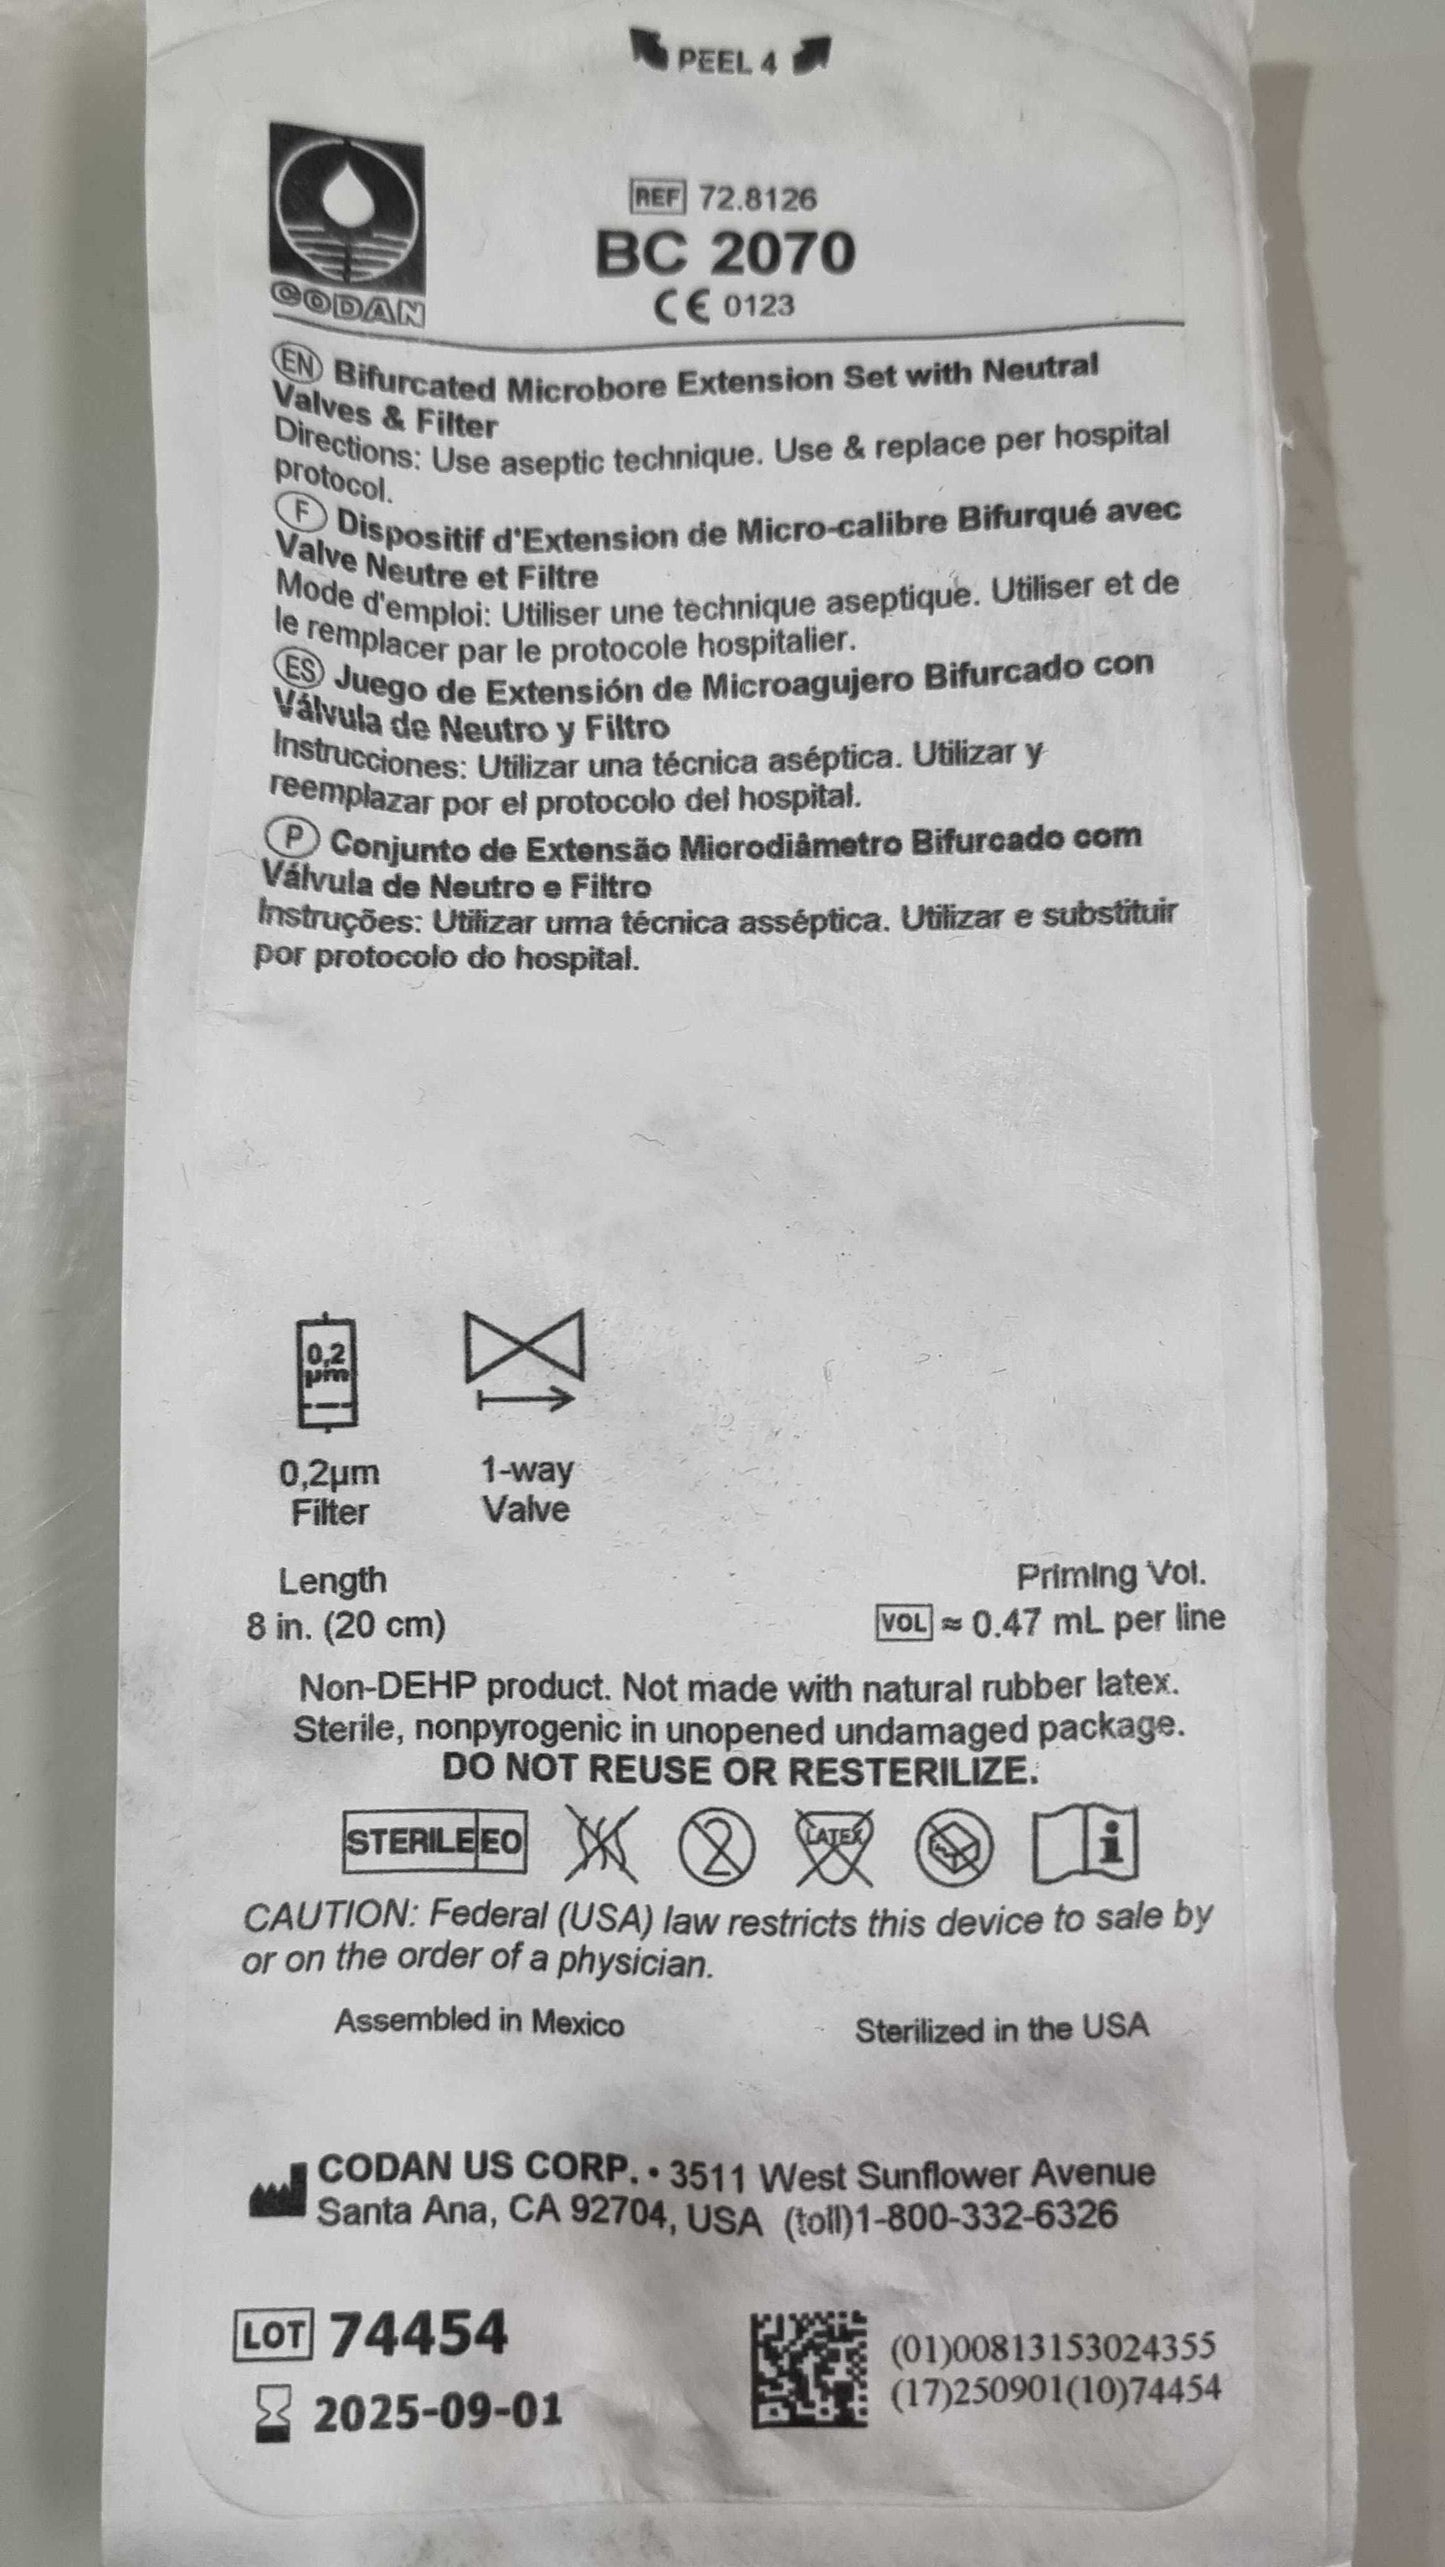 PEEL 4
CODAN
REF 72.8126
BC 2070
CE 0123
EN Bifurcated Microbore Extension Set with Neutral
Valves & Filter
Directions: Use aseptic technique. Use & replace per hospital
protocol.
F Dispositif d'Extension de Micro-calibre Bifurqué avec
Valve Neutre et Filtre
Mode d'emploi: Utiliser une technique aseptique. Utiliser et de
le remplacer par le protocole hospitalier.
ES Juego de Extensión de Microagujero Bifurcado con
Válvula de Neutro y Filtro
Instrucciones: Utilizar una técnica aséptica. Utilizar y
reemplazar por el protocolo del hospital.
P Conjunto de Extensão Microdiâmetro Bifurcado com
Válvula de Neutro e Filtro
Instruções: Utilizar uma técnica asséptica. Utilizar e substituir
por protocolo do hospital.
0,2
µm
0,2µm
Filter
1-way
Valve
Length
8 in. (20 cm)
Priming Vol.
VOL ≈ 0.47 mL per line
Non-DEHP product. Not made with natural rubber latex.
Sterile, nonpyrogenic in unopened undamaged package.
DO NOT REUSE OR RESTERILIZE.
STERILE EO 2 LATEX i
CAUTION: Federal (USA) law restricts this device to sale by
or on the order of a physician.
Assembled in Mexico
Sterilized in the USA
CODAN US CORP. • 3511 West Sunflower Avenue
Santa Ana, CA 92704, USA (toll)1-800-332-6326
LOT 74454
2025-09-01
(01)00813153024355
(17)250901(10)74454